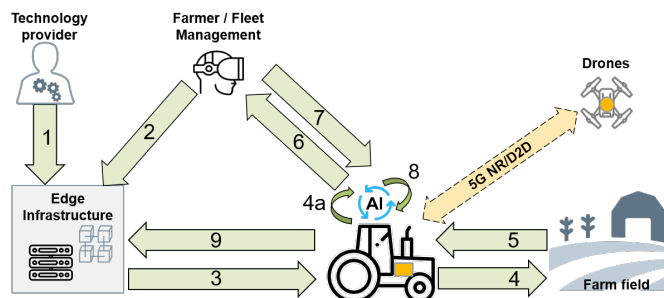 Technology
provider
Farmer / Fleet
Management
Drones
1
2
7
6
5G NR/D2D
8
4a
AI
Edge
Infrastructure
9
5
3
4
Farm field